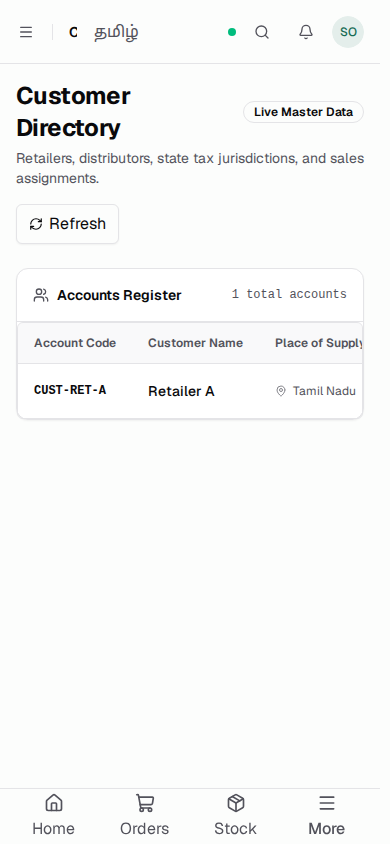 தமிழ்
SO
Customer
Directory
Live Master Data
Retailers, distributors, state tax jurisdictions, and sales
assignments.
Refresh
Accounts Register
1 total accounts
Account Code
Customer Name
Place of Supply
CUST-RET-A
Retailer A
Tamil Nadu
Home
Orders
Stock
More